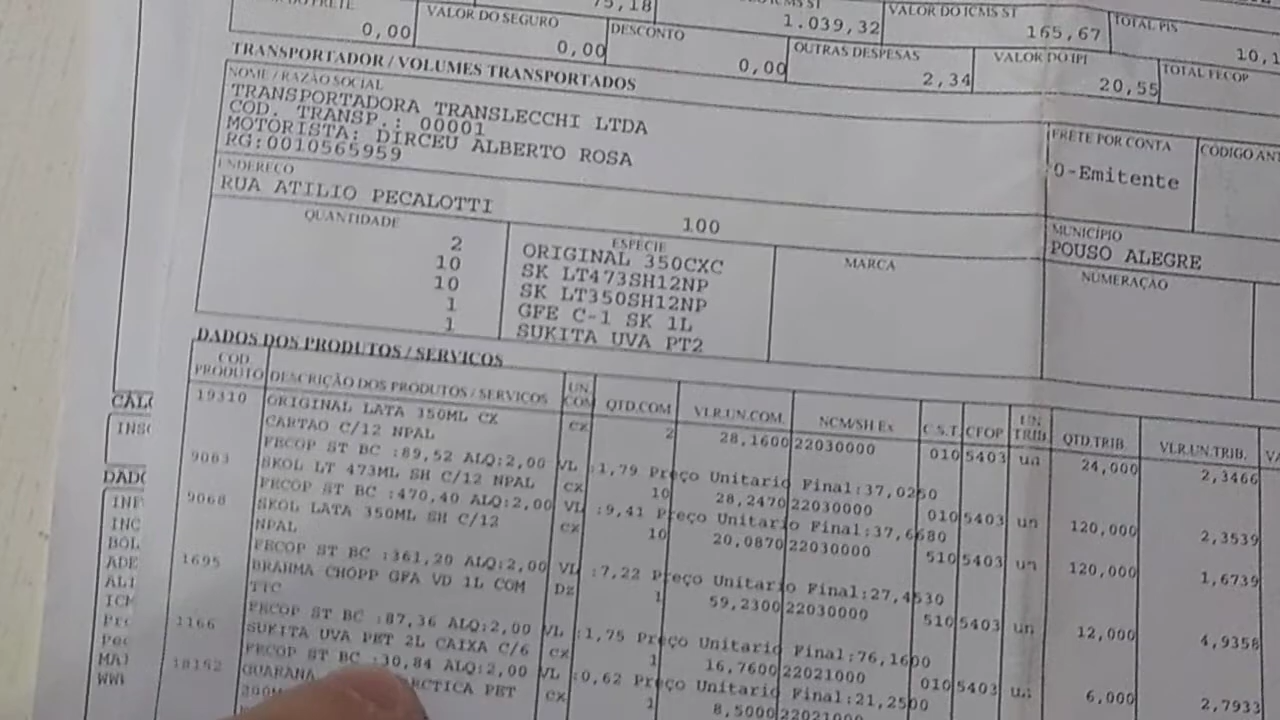 75,18 1.039,32 VALOR DO ICMS ST 165,67 TOTAL PIS 10,1
0,00 VALOR DO SEGURO 0,00 DESCONTO 0,00 OUTRAS DESPESAS 2,34 VALOR DO IPI 20,55 TOTAL FECOP
TRANSPORTADOR / VOLUMES TRANSPORTADOS
NOME / RAZÃO SOCIAL
TRANSPORTADORA TRANSLECCHI LTDA
COD. TRANSP.: 00001
MOTORISTA: DIRCEU ALBERTO ROSA
RG:0010565959
FRETE POR CONTA CÓDIGO ANT
0-Emitente
ENDERECO
RUA ATILIO PECALOTTI 100
MUNICÍPIO
POUSO ALEGRE
QUANTIDADE ESPÉCIE MARCA NUMERAÇÃO
2 ORIGINAL 350CXC
10 SK LT473SH12NP
10 SK LT350SH12NP
1 GFE C-1 SK 1L
1 SUKITA UVA PT2
DADOS DOS PRODUTOS / SERVICOS
COD. PRODUTO DESCRIÇÃO DOS PRODUTOS / SERVICOS UN. COM QTD.COM VLR.UN.COM. NCM/SH Ex C.S.T. CFOP UN TRIB. QTD.TRIB. VLR.UN.TRIB. VA
19310 ORIGINAL LATA 350ML CX cx 2 28,1600 22030000 010 5403 un 24,000 2,3466
CARTAO C/12 NPAL
FECOP ST BC :89,52 ALQ:2,00 VL :1,79 Preço Unitario Final:37,0250
9063 SKOL LT 473ML SH C/12 NPAL cx 10 28,2470 22030000 010 5403 un 120,000 2,3539
FECOP ST BC :470,40 ALQ:2,00 VL :9,41 Preço Unitario Final:37,6680
9068 SKOL LATA 350ML SH C/12 cx 10 20,0870 22030000 510 5403 un 120,000 1,6739
NPAL
FECOP ST BC :361,20 ALQ:2,00 VL :7,22 Preço Unitario Final:27,4530
1695 BRAHMA CHOPP GFA VD 1L COM Dz 1 59,2300 22030000 510 5403 un 12,000 4,9358
TTC
FECOP ST BC :87,36 ALQ:2,00 VL :1,75 Preço Unitario Final:76,1600
1166 SUKITA UVA PET 2L CAIXA C/6 cx 1 16,7600 22021000 010 5403 un 6,000 2,7933
FECOP ST BC :30,84 ALQ:2,00 VL :0,62 Preço Unitario Final:21,2500
18152 GUARANA PET cx 1 8,5000